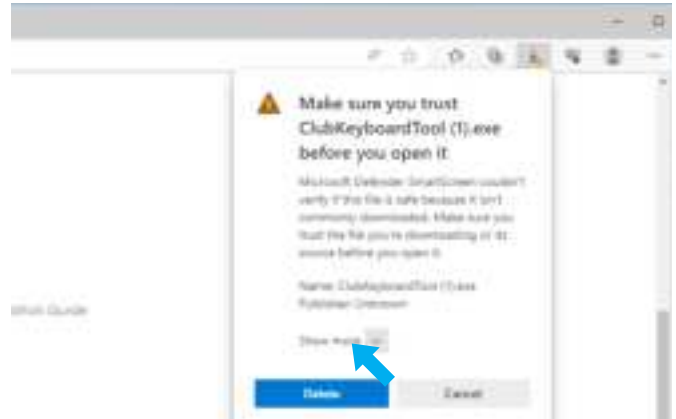 Make sure you trust
ClubKeyboardTool (1).exe
before you open it
Microsoft Defender SmartScreen couldn't
verify if this file is safe because it isn't
commonly downloaded. Make sure you
trust the file you're downloading or its
source before you open it.
Name: ClubKeyboardTool (1).exe
Publisher: Unknown
Guide
Show more
Delete
Cancel